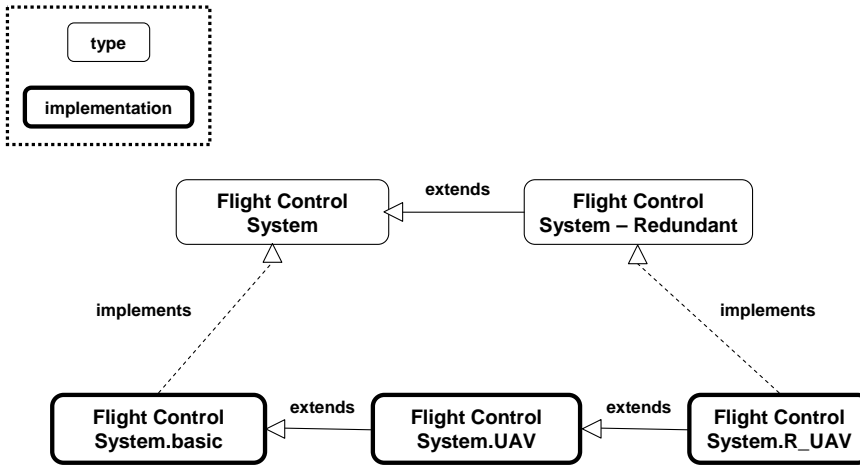 type
implementation
Flight Control
System
extends
Flight Control
System – Redundant
implements
implements
Flight Control
System.basic
extends
Flight Control
System.UAV
extends
Flight Control
System.R_UAV